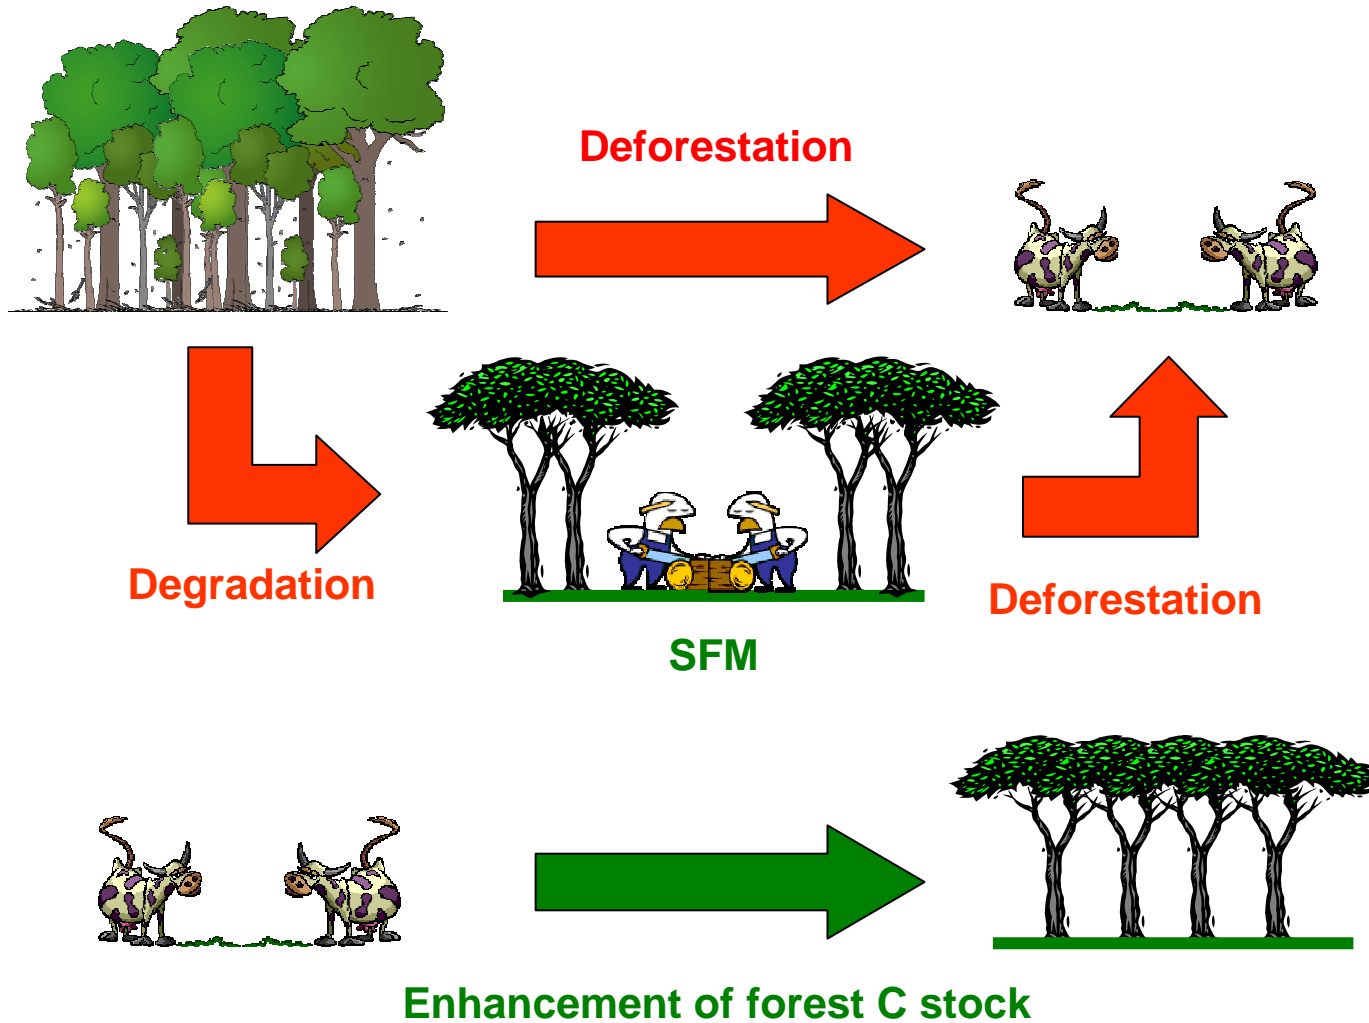 Deforestation
Degradation
Deforestation
SFM
Enhancement of forest C stock